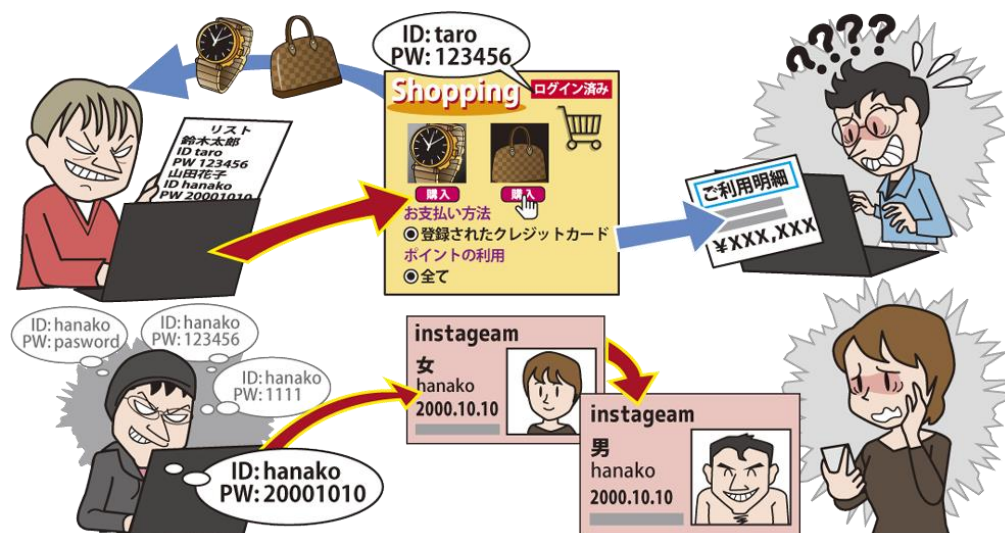 ID: taro
PW: 123456
Shopping
ログイン済み
購入
購入
お支払い方法
登録されたクレジットカード
ポイントの利用
全て
リスト
鈴木太郎
ID taro
PW 123456
山田花子
ID hanako
PW 20001010
????
ご利用明細
¥XXX,XXX
ID: hanako
PW: pasword
ID: hanako
PW: 123456
ID: hanako
PW: 1111
ID: hanako
PW: 20001010
instageam
女
hanako
2000.10.10
instageam
男
hanako
2000.10.10